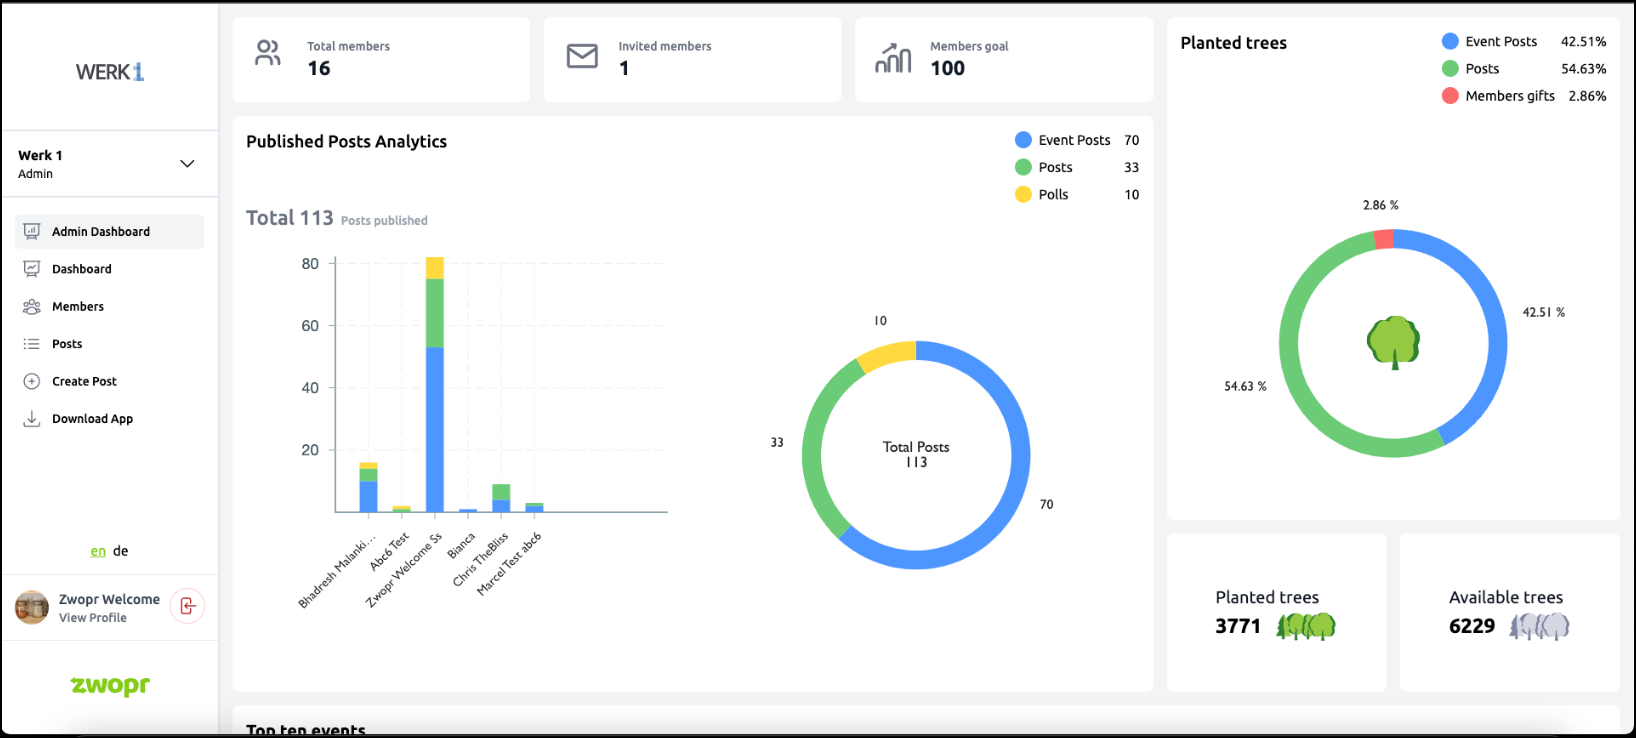 WERK1
Werk 1
Admin
Admin Dashboard
Dashboard
Members
Posts
Create Post
Download App
en de
Zwopr Welcome
View Profile
zwopr
Total members
16
Invited members
1
Members goal
100
Published Posts Analytics
Event Posts 70
Posts 33
Polls 10
Total 113 Posts published
80
60
40
20
Bhadresh Malanki...
Abc6 Test
Zwopr Welcome Ss
Bianca
Chris TheBliss
Marcel Test abc6
10
33
Total Posts
113
70
Planted trees
Event Posts 42.51%
Posts 54.63%
Members gifts 2.86%
2.86 %
42.51 %
54.63 %
Planted trees
3771
Available trees
6229
Top ten events